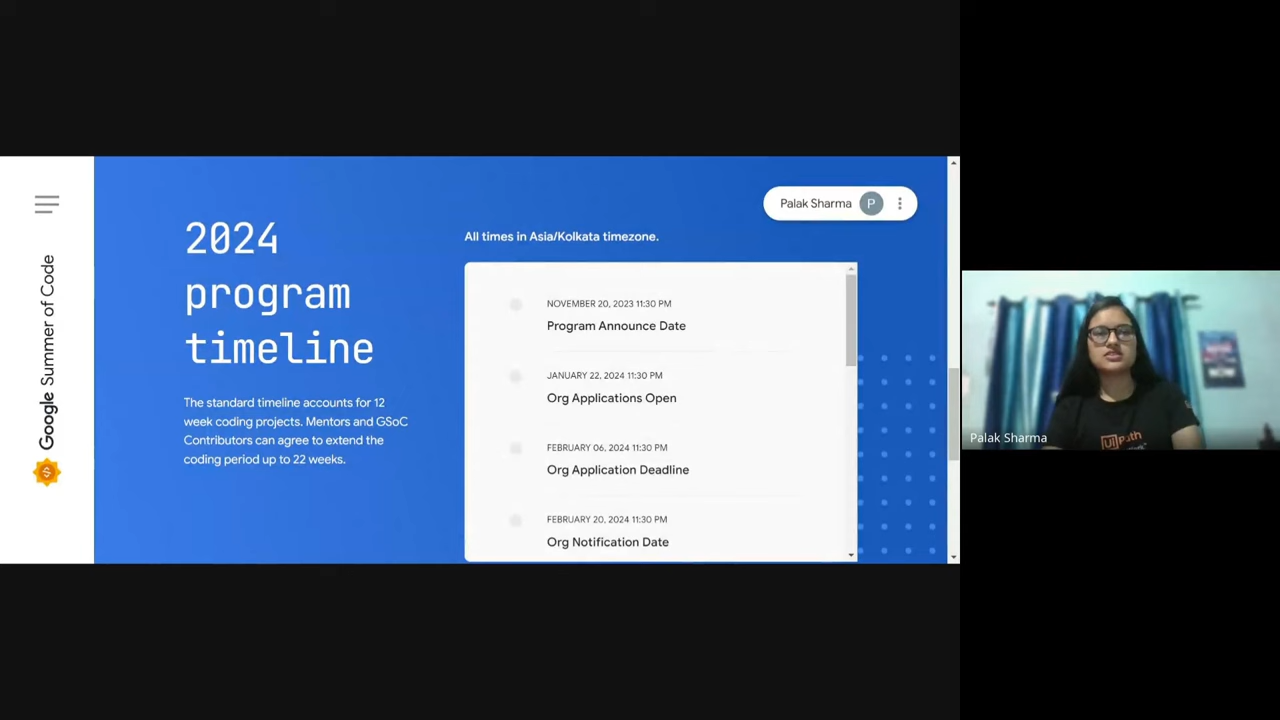 Google Summer of Code
2024
program
timeline
The standard timeline accounts for 12
week coding projects. Mentors and GSoC
Contributors can agree to extend the
coding period up to 22 weeks.
Palak Sharma P
All times in Asia/Kolkata timezone.
NOVEMBER 20, 2023 11:30 PM
Program Announce Date
JANUARY 22, 2024 11:30 PM
Org Applications Open
FEBRUARY 06, 2024 11:30 PM
Org Application Deadline
FEBRUARY 20, 2024 11:30 PM
Org Notification Date
UiPath
Palak Sharma